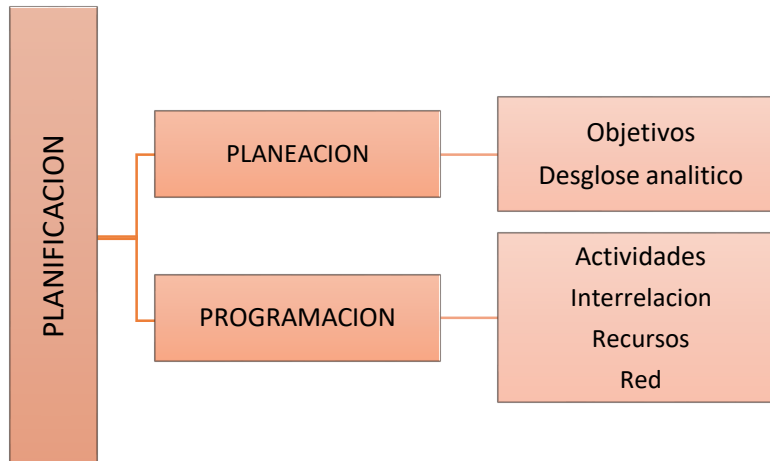 PLANIFICACION
PLANEACION
Objetivos
Desglose analitico
PROGRAMACION
Actividades
Interrelacion
Recursos
Red